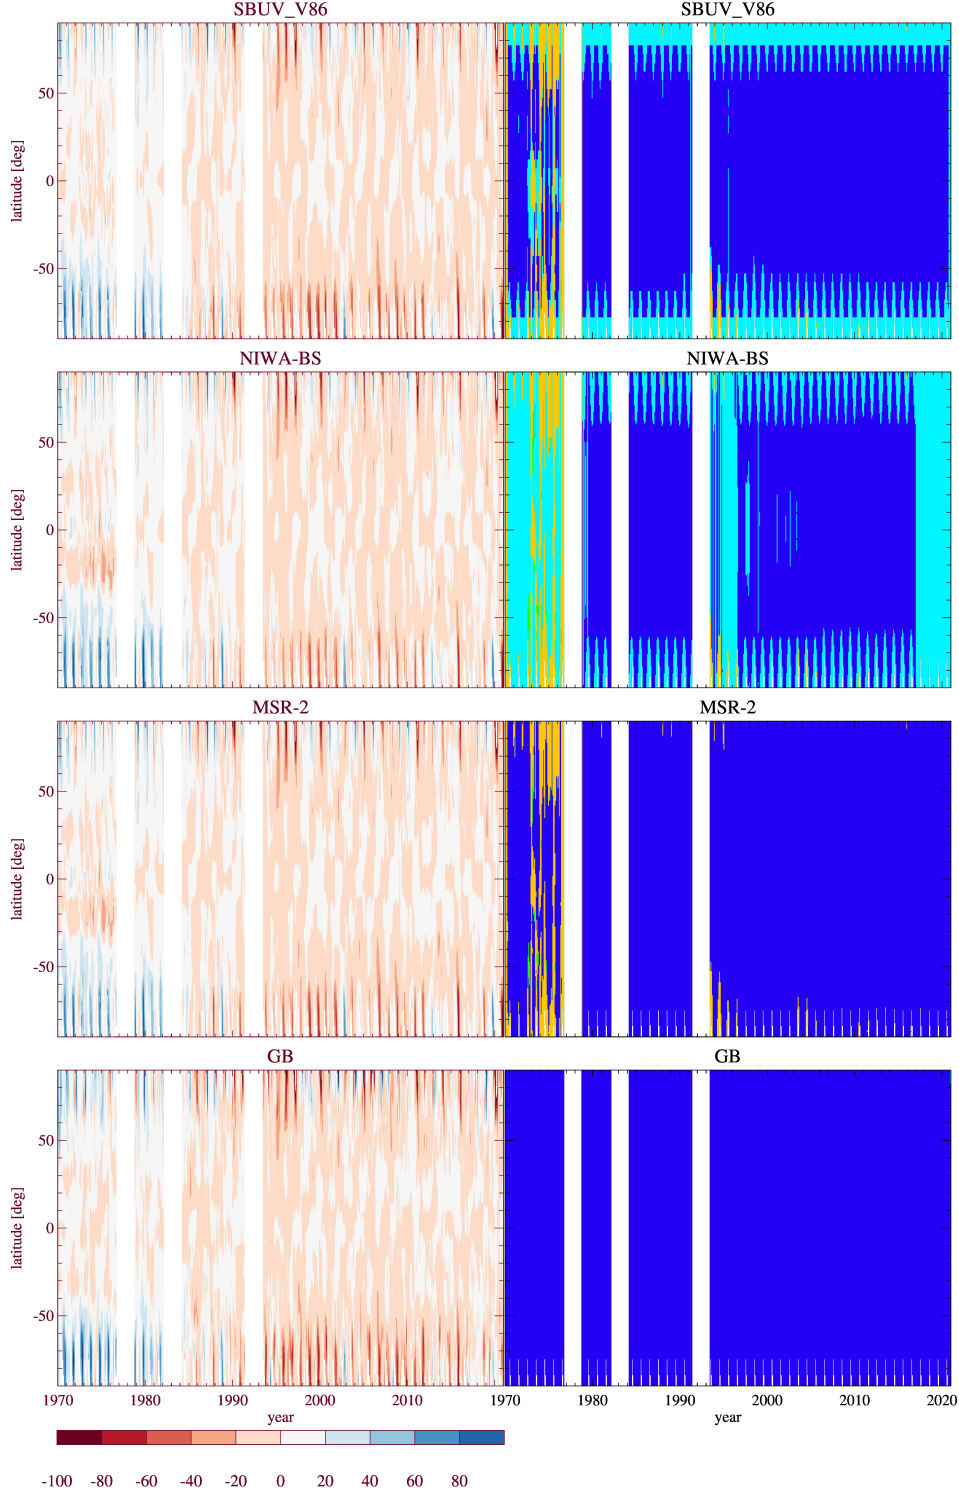 SBUV_V86 SBUV_V86
50
0
-50
latitude [deg]
NIWA-BS NIWA-BS
50
0
-50
latitude [deg]
MSR-2 MSR-2
50
0
-50
latitude [deg]
GB GB
50
0
-50
latitude [deg]
1970 1980 1990 2000 2010 1970 1980 1990 2000 2010 2020
year year
-100 -80 -60 -40 -20 0 20 40 60 80